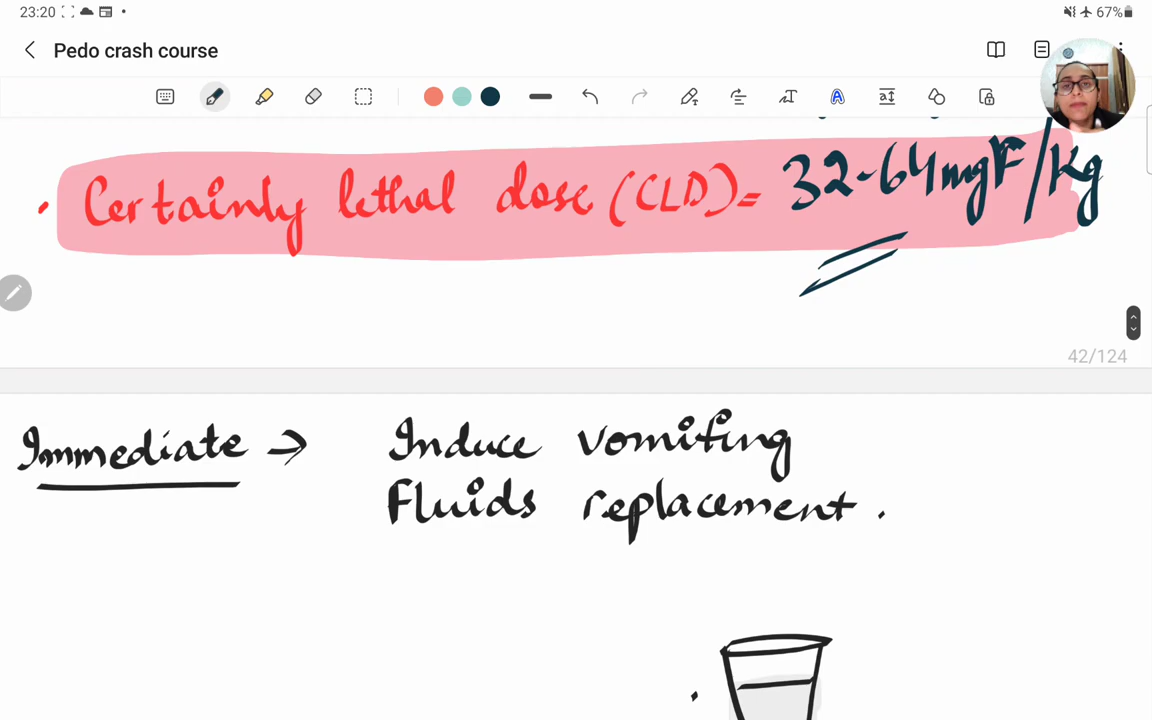 23:20
67%
Pedo crash course
. Certainly lethal dose (CLD)= 32-64mgF/Kg
42/124
Immediate → Induce vomiting
Fluids replacement.